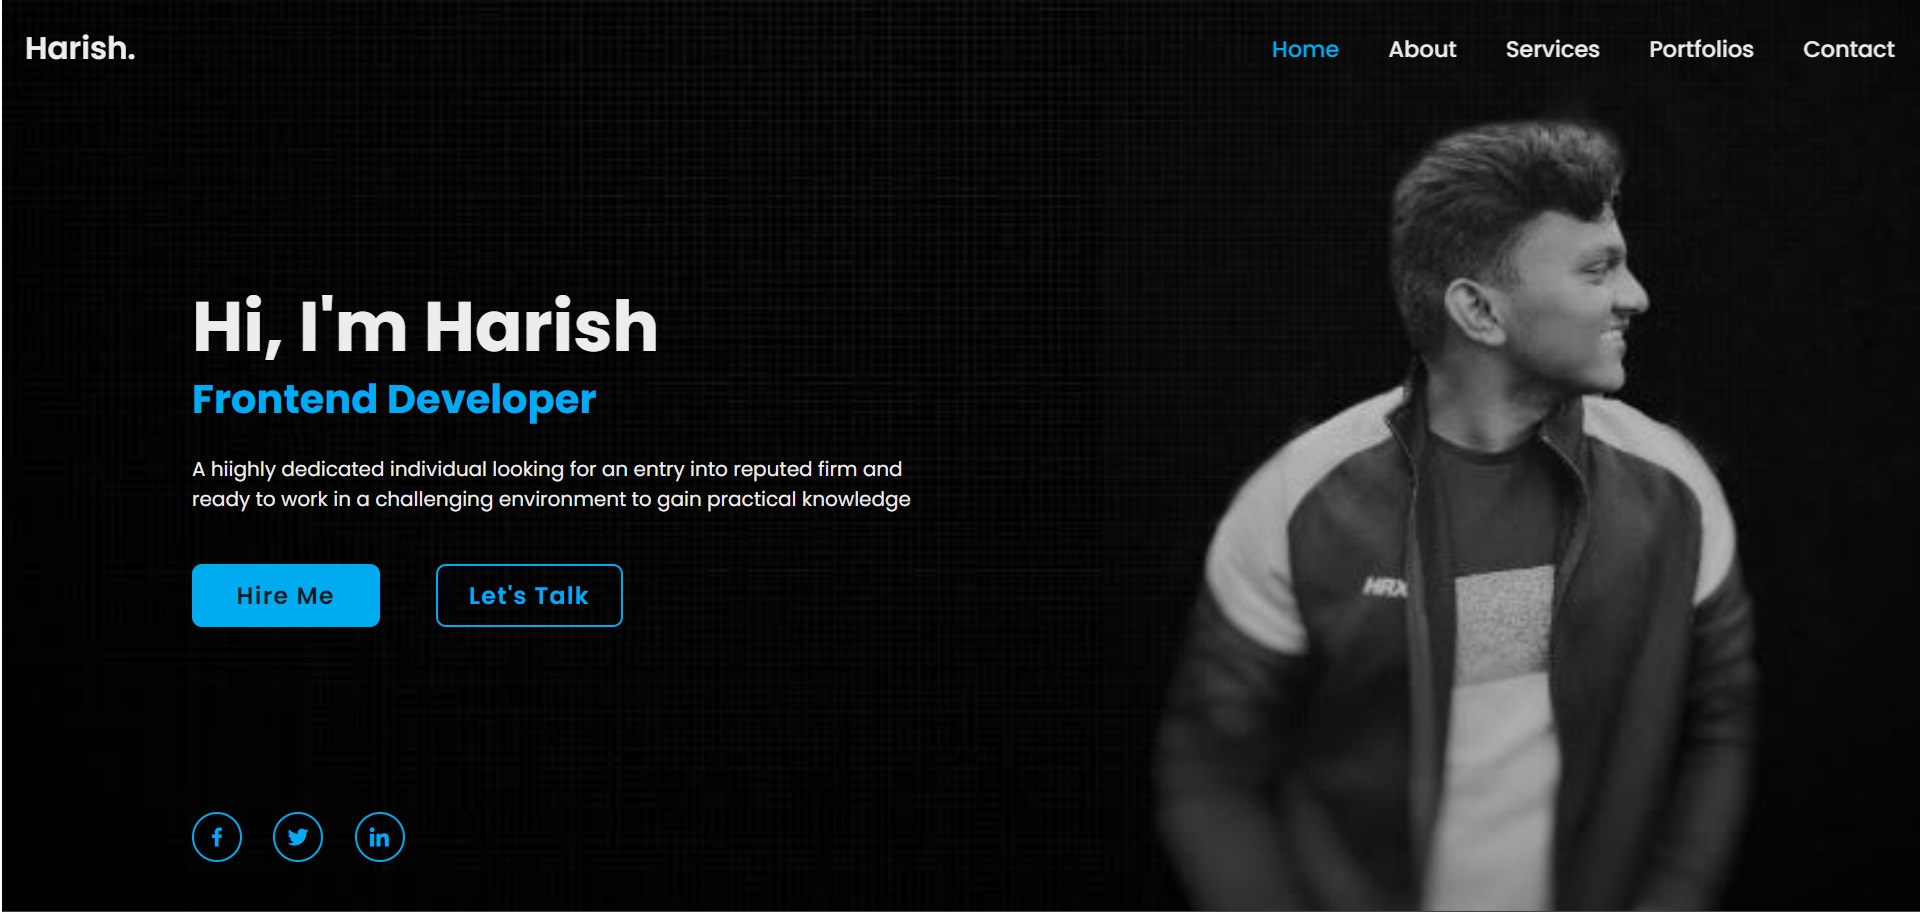 Harish.
Home About Services Portfolios Contact
Hi, I'm Harish
Frontend Developer
A hiighly dedicated individual looking for an entry into reputed firm and
ready to work in a challenging environment to gain practical knowledge
Hire Me Let's Talk
HRX